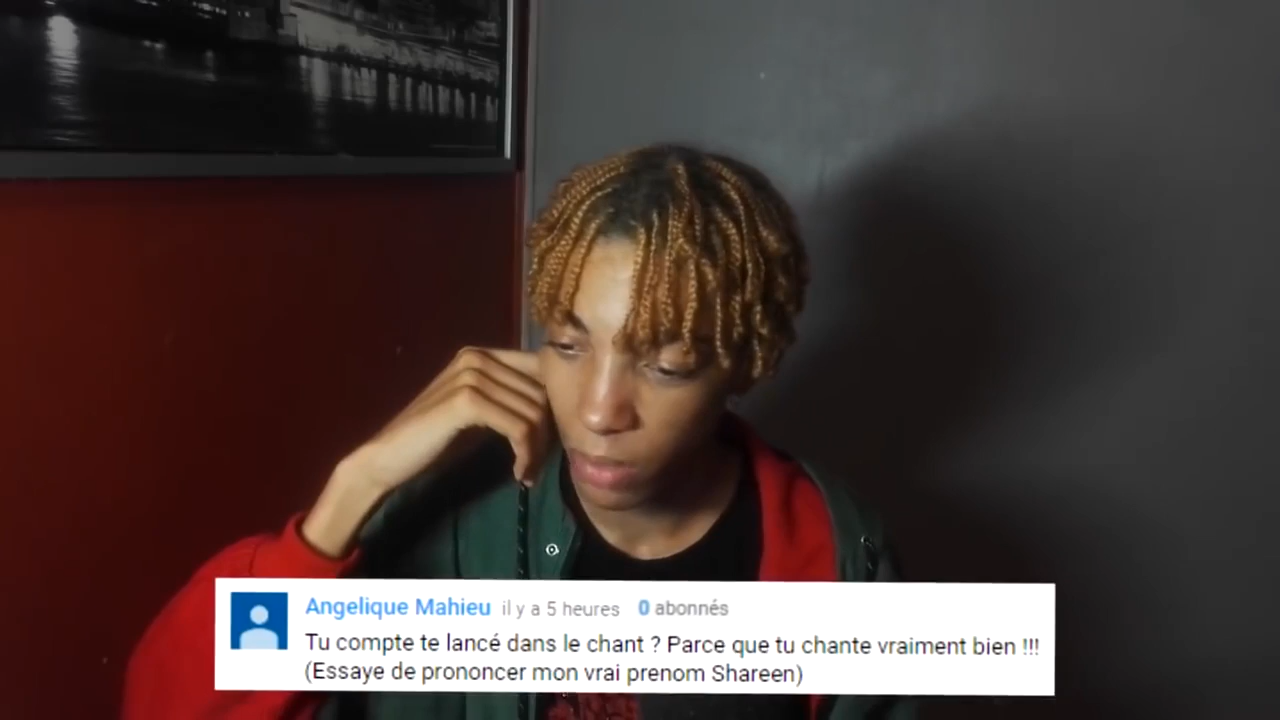 Angelique Mahieu il y a 5 heures 0 abonnés
Tu compte te lancé dans le chant ? Parce que tu chante vraiment bien !!!
(Essaye de prononcer mon vrai prenom Shareen)